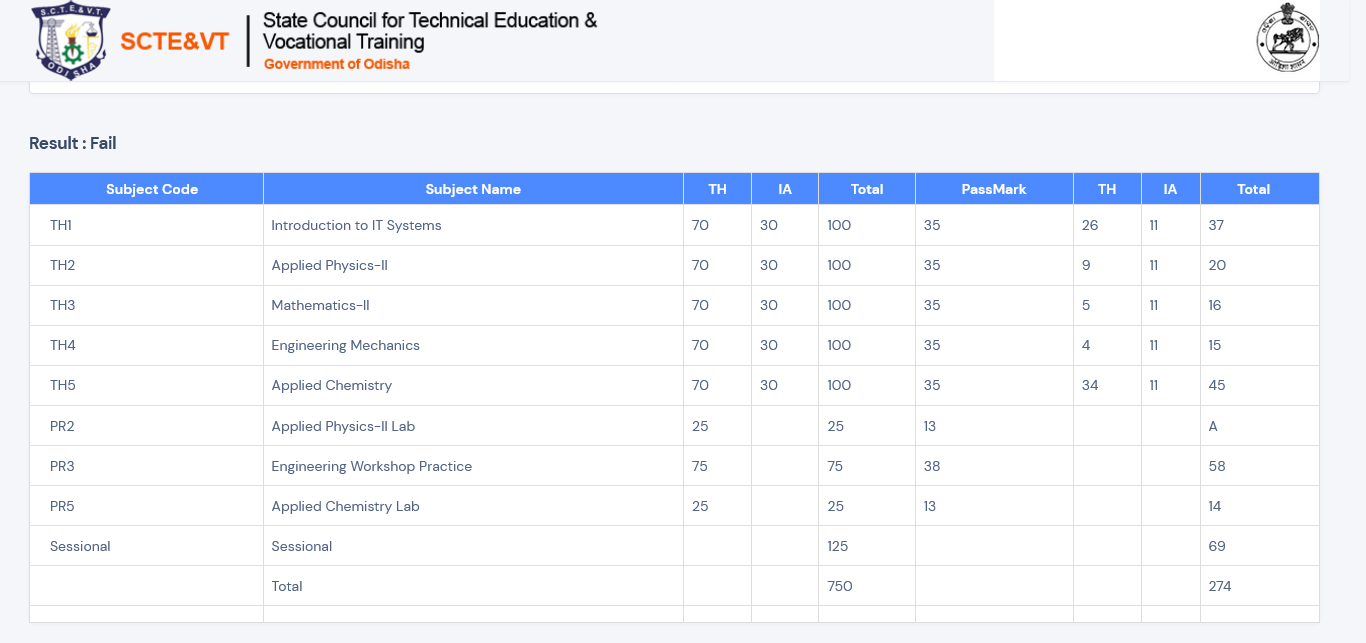 S.C.T.E.& V.T.
ODISHA
SCTE&VT
State Council for Technical Education &
Vocational Training
Government of Odisha
Result : Fail
Subject Code Subject Name TH IA Total PassMark TH IA Total
TH1 Introduction to IT Systems 70 30 100 35 26 11 37
TH2 Applied Physics-II 70 30 100 35 9 11 20
TH3 Mathematics-II 70 30 100 35 5 11 16
TH4 Engineering Mechanics 70 30 100 35 4 11 15
TH5 Applied Chemistry 70 30 100 35 34 11 45
PR2 Applied Physics-II Lab 25 25 13 A
PR3 Engineering Workshop Practice 75 75 38 58
PR5 Applied Chemistry Lab 25 25 13 14
Sessional Sessional 125 69
Total 750 274